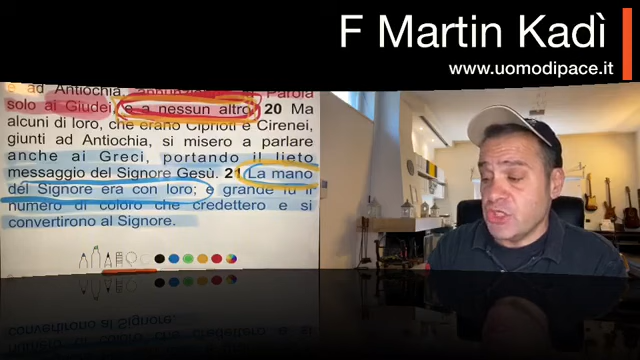 F Martin Kadì
www.uomodipace.it
e ad Antiochia, annunziando Parola
solo ai Giudei, e a nessun altro. 20 Ma
alcuni di loro, che erano Ciprioti e Cirenei,
giunti ad Antiochia, si misero a parlare
anche ai Greci, portando il lieto
messaggio del Signore Gesù. 21 La mano
del Signore era con loro; e grande fu il
numero di coloro che credettero e si
convertirono al Signore.